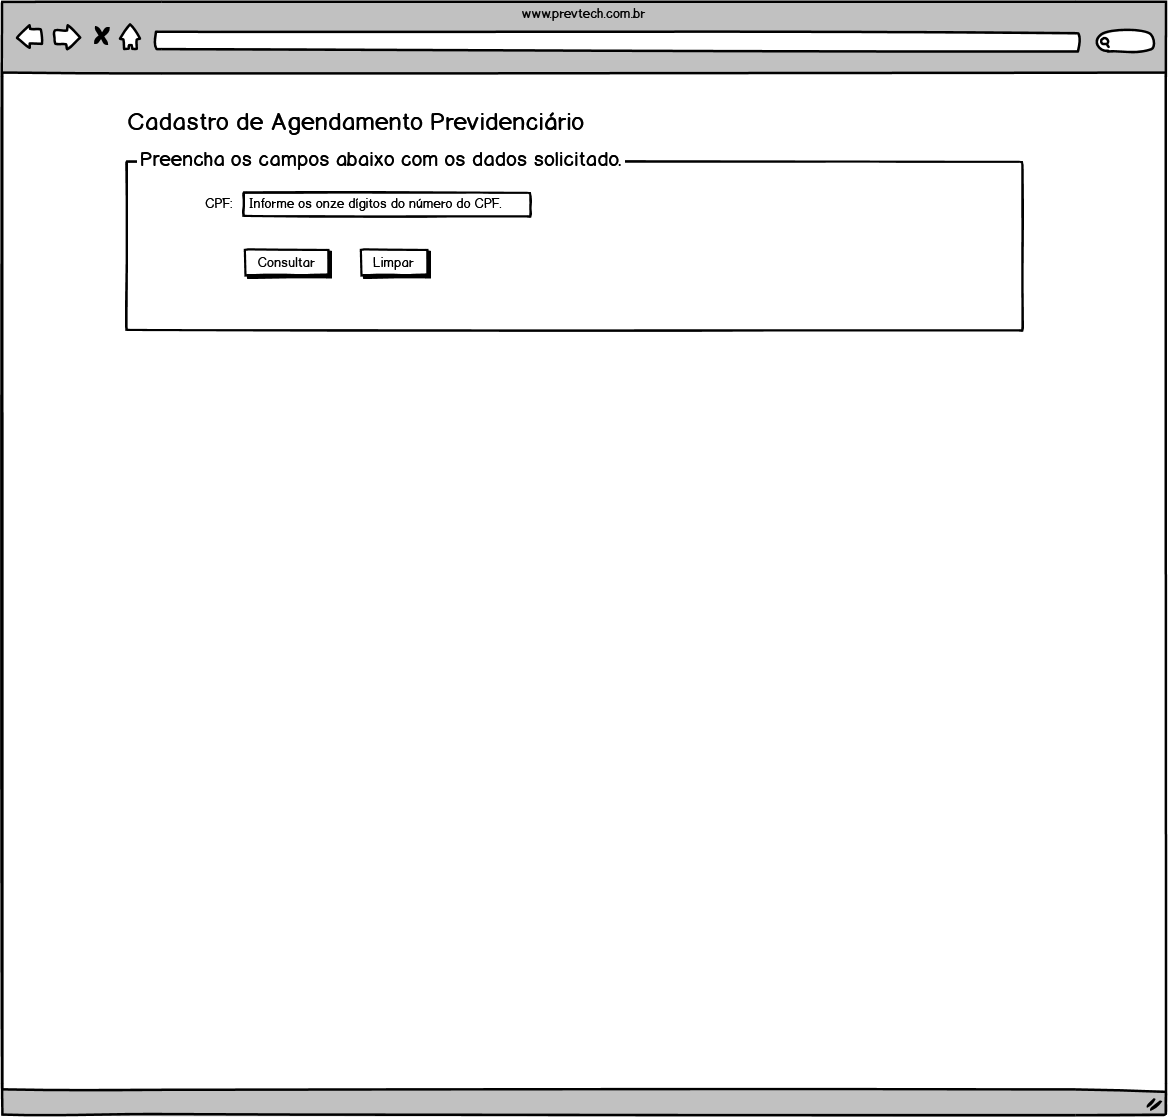 www.prevtech.com.br
Cadastro de Agendamento Previdenciário
Preencha os campos abaixo com os dados solicitado.
CPF: Informe os onze dígitos do número do CPF.
Consultar Limpar